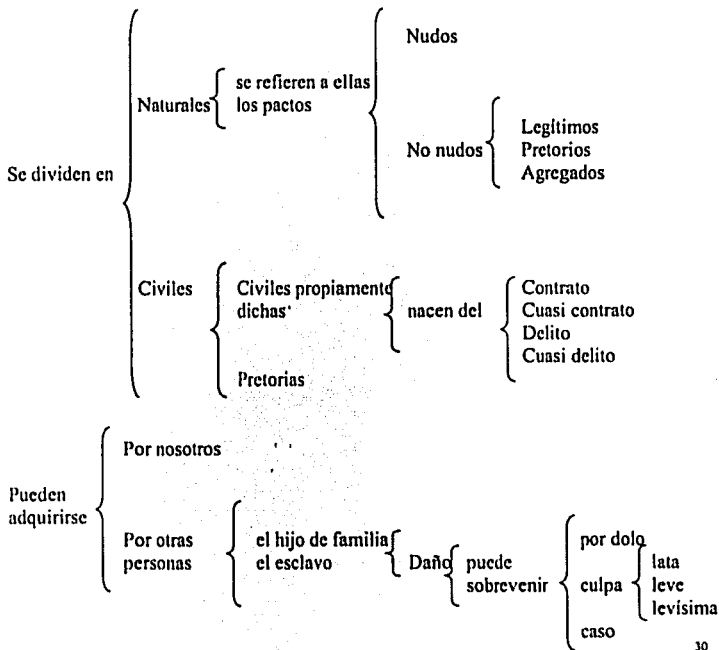 Nudos
Naturales
se refieren a ellas
los pactos
No nudos
Legítimos
Pretorios
Agregados
Se dividen en
Civiles
Civiles propiamente
dichas
nacen del
Contrato
Cuasi contrato
Delito
Cuasi delito
Pretorias
Por nosotros
Pueden
adquirirse
Por otras
personas
el hijo de familia
el esclavo
Daño
puede
sobrevenir
por dolo
culpa
lata
leve
levísima
caso
30